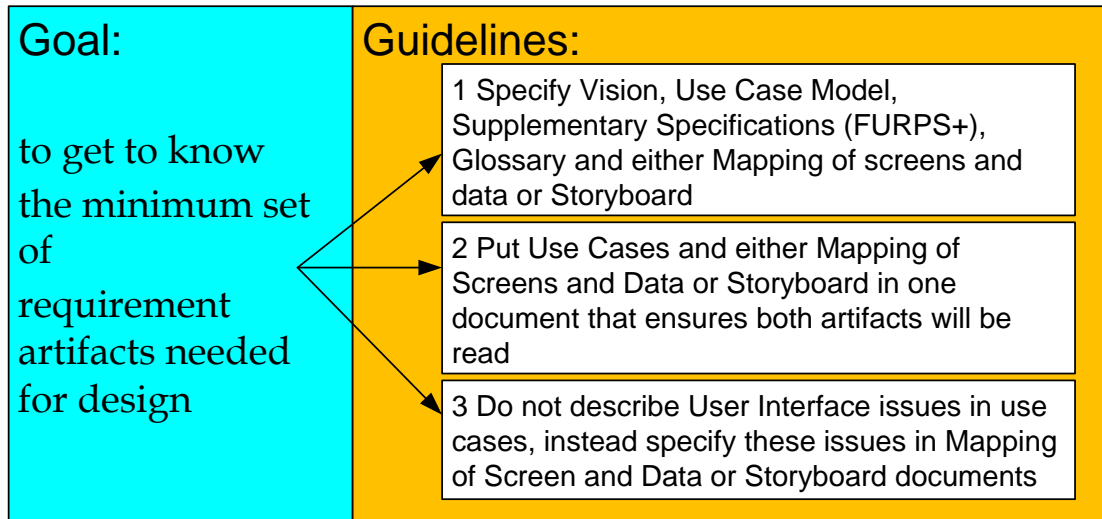 Goal:
to get to know
the minimum set
of
requirement
artifacts needed
for design
Guidelines:
1 Specify Vision, Use Case Model,
Supplementary Specifications (FURPS+),
Glossary and either Mapping of screens and
data or Storyboard
2 Put Use Cases and either Mapping of
Screens and Data or Storyboard in one
document that ensures both artifacts will be
read
3 Do not describe User Interface issues in use
cases, instead specify these issues in Mapping
of Screen and Data or Storyboard documents